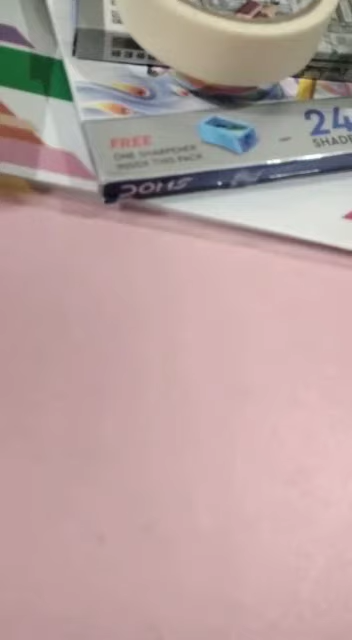 FREE
ONE SHARPENER
INSIDE THIS PACK
24
SHADE
DOMS